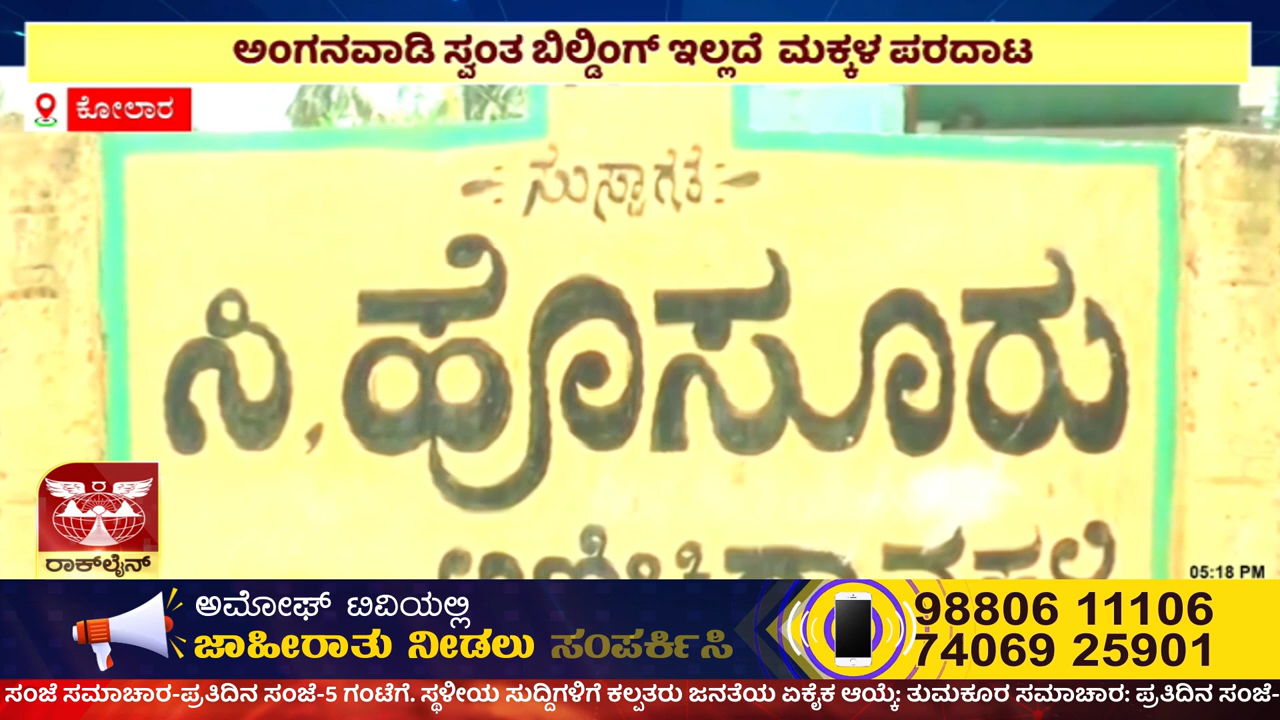 ಅಂಗನವಾಡಿ ಸ್ವಂತ ಬಿಲ್ಡಿಂಗ್ ಇಲ್ಲದೆ ಮಕ್ಕಳ ಪರದಾಟ
ಕೋಲಾರ
ಸುಸ್ವಾಗತ
ಸಿ.ಹೊಸೂರು
ರಾಕ್‌ಲೈನ್
05:18 PM
ಅಮೋಘ್ ಟಿವಿಯಲ್ಲಿ
ಜಾಹೀರಾತು ನೀಡಲು ಸಂಪರ್ಕಿಸಿ
98806 11106
74069 25901
ಸಂಜೆ ಸಮಾಚಾರ-ಪ್ರತಿದಿನ ಸಂಜೆ-5 ಗಂಟೆಗೆ. ಸ್ಥಳೀಯ ಸುದ್ದಿಗಳಿಗೆ ಕಲ್ಪತರು ಜನತೆಯ ಏಕೈಕ ಆಯ್ಕೆ: ತುಮಕೂರ ಸಮಾಚಾರ: ಪ್ರತಿದಿನ ಸಂಜೆ-